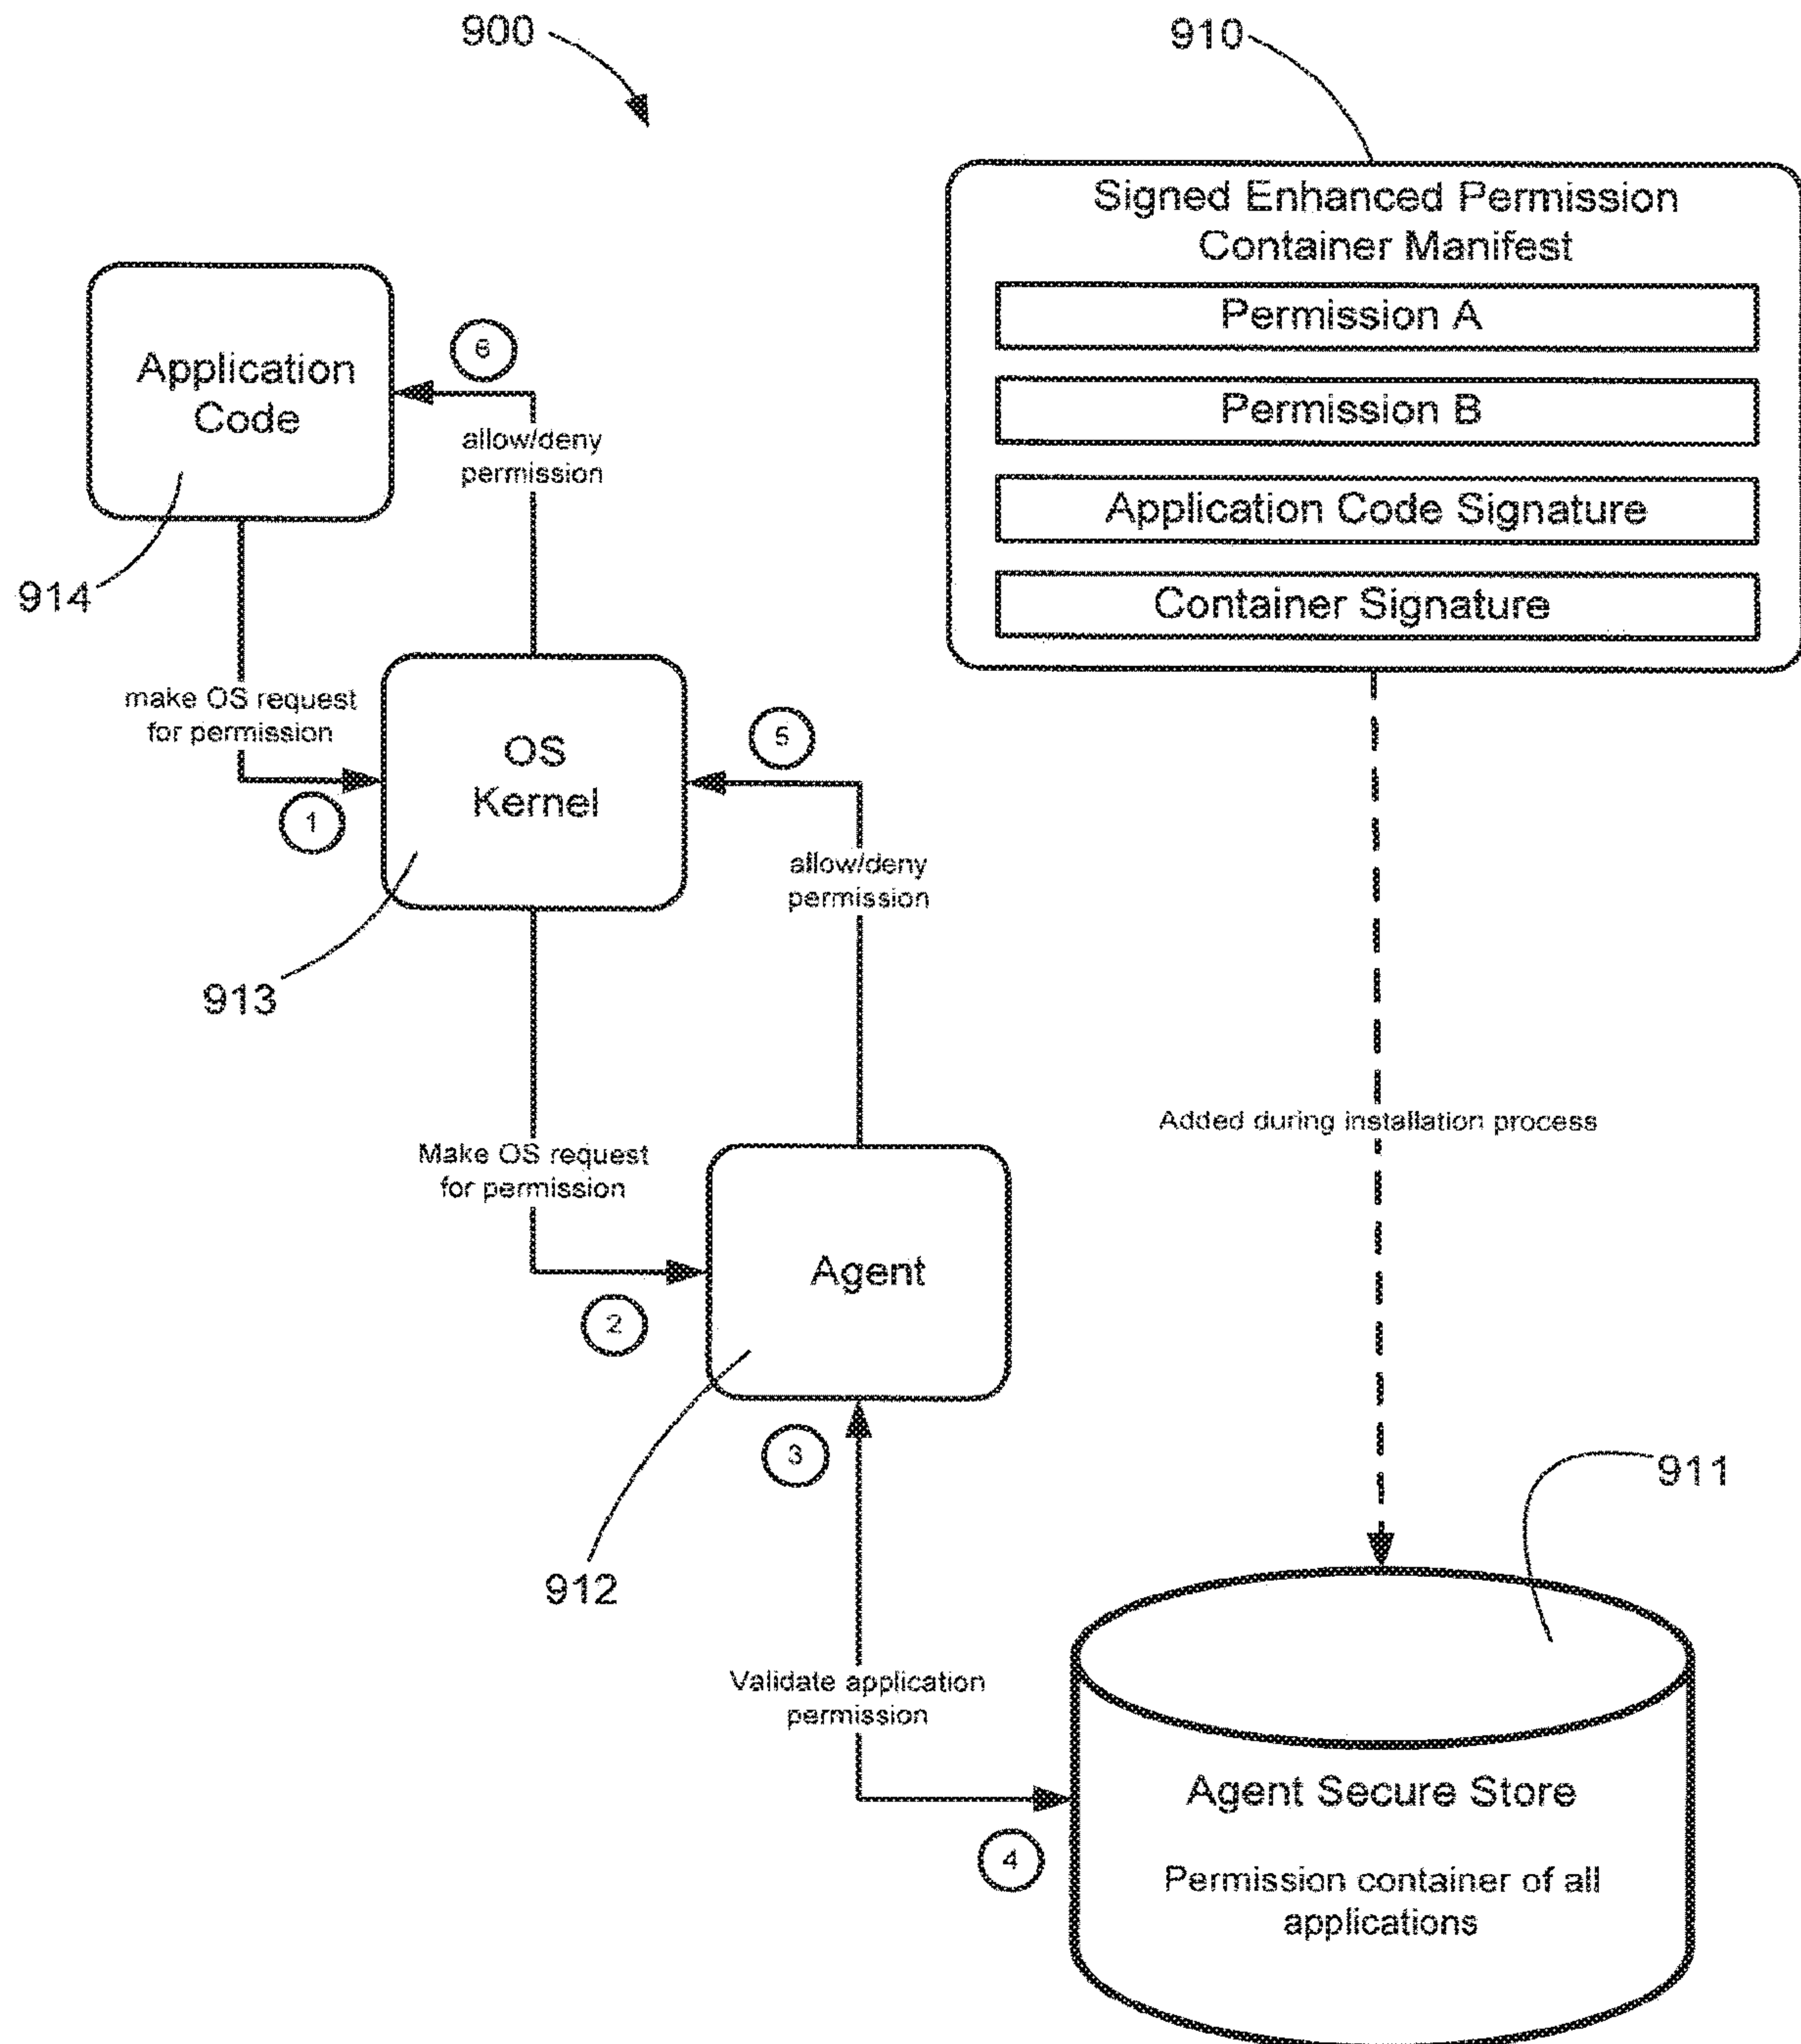 900
910
Signed Enhanced Permission
Container Manifest
Permission A
Permission B
Application Code Signature
Container Signature
Application
Code
6
allow/deny
permission
914
make OS request
for permission
1
OS
Kernel
5
913
allow/deny
permission
Make OS request
for permission
Added during installation process
2
Agent
3
912
911
Validate application
permission
4
Agent Secure Store
Permission container of all
applications